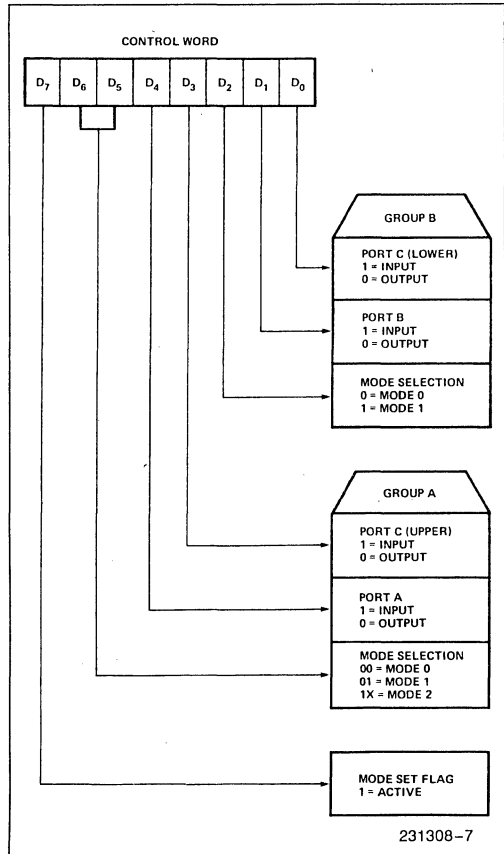 CONTROL WORD
D7 D6 D5 D4 D3 D2 D1 D0
GROUP B
PORT C (LOWER)
1 = INPUT
0 = OUTPUT
PORT B
1 = INPUT
0 = OUTPUT
MODE SELECTION
0 = MODE 0
1 = MODE 1
GROUP A
PORT C (UPPER)
1 = INPUT
0 = OUTPUT
PORT A
1 = INPUT
0 = OUTPUT
MODE SELECTION
00 = MODE 0
01 = MODE 1
1X = MODE 2
MODE SET FLAG
1 = ACTIVE
231308-7